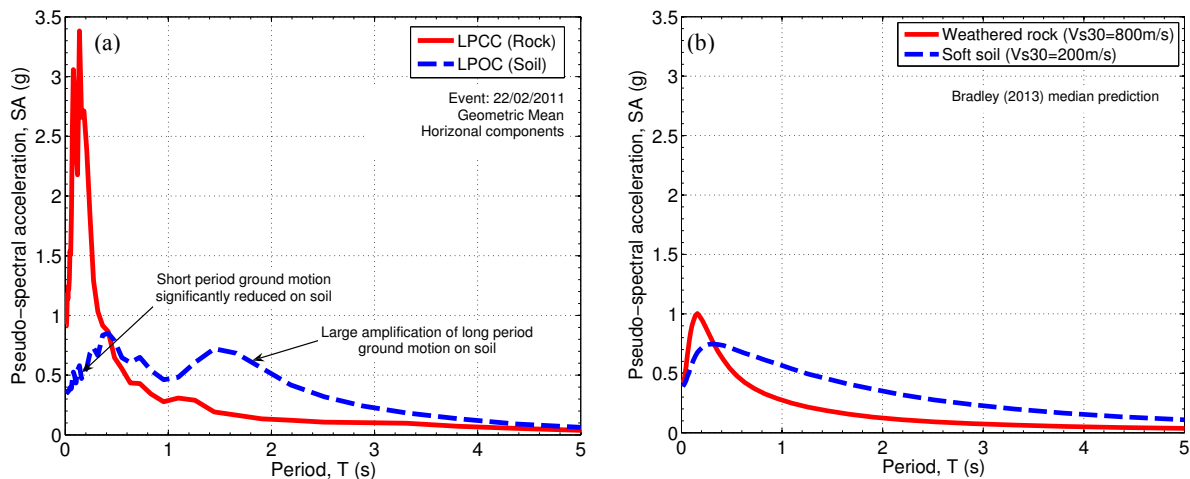 (a)
LPCC (Rock)
LPOC (Soil)
Event: 22/02/2011
Geometric Mean
Horizonal components
Short period ground motion
significantly reduced on soil
Large amplification of long period
ground motion on soil
Pseudo-spectral acceleration, SA (g)
3.5
3
2.5
2
1.5
1
0.5
0
0 1 2 3 4 5
Period, T (s)
(b)
Weathered rock (Vs30=800m/s)
Soft soil (Vs30=200m/s)
Bradley (2013) median prediction
Pseudo-spectral acceleration, SA (g)
3.5
3
2.5
2
1.5
1
0.5
0
0 1 2 3 4 5
Period, T (s)